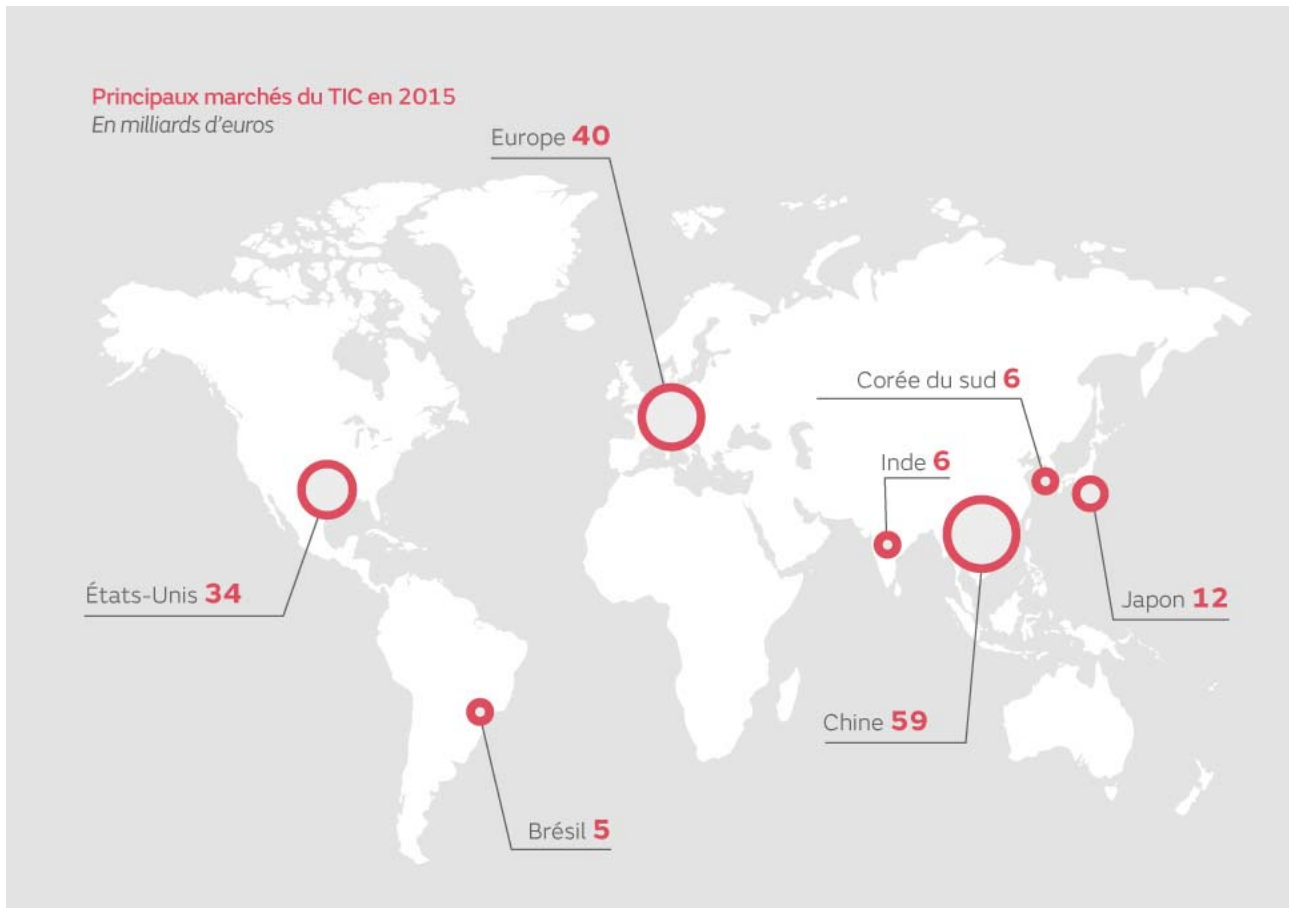 Principaux marchés du TIC en 2015
En milliards d'euros
Europe 40
Corée du sud 6
Inde 6
États-Unis 34
Japon 12
Chine 59
Brésil 5